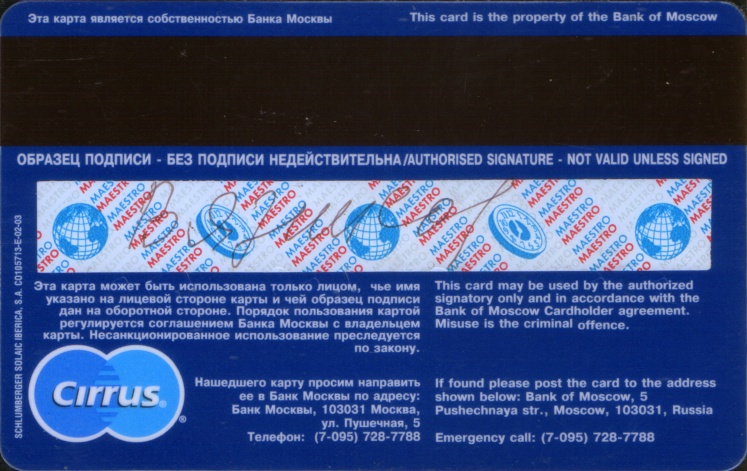 Эта карта является собственностью Банка Москвы
This card is the property of the Bank of Moscow
ОБРАЗЕЦ ПОДПИСИ - БЕЗ ПОДПИСИ НЕДЕЙСТВИТЕЛЬНА/AUTHORISED SIGNATURE - NOT VALID UNLESS SIGNED
MAESTRO
Эта карта может быть использована только лицом, чье имя
указано на лицевой стороне карты и чей образец подписи
дан на оборотной стороне. Порядок пользования картой
регулируется соглашением Банка Москвы с владельцем
карты. Несанкционированное использование преследуется
по закону.
This card may be used by the authorized
signatory only and in accordance with the
Bank of Moscow Cardholder agreement.
Misuse is the criminal offence.
SCHLUMBERGER SOLAIC IBERICA, S.A. C0105713-E-02-03
Cirrus®
Нашедшего карту просим направить
ее в Банк Москвы по адресу:
Банк Москвы, 103031 Москва,
ул. Пушечная, 5
Телефон: (7-095) 728-7788
If found please post the card to the address
shown below: Bank of Moscow, 5
Pushechnaya str., Moscow, 103031, Russia
Emergency call: (7-095) 728-7788